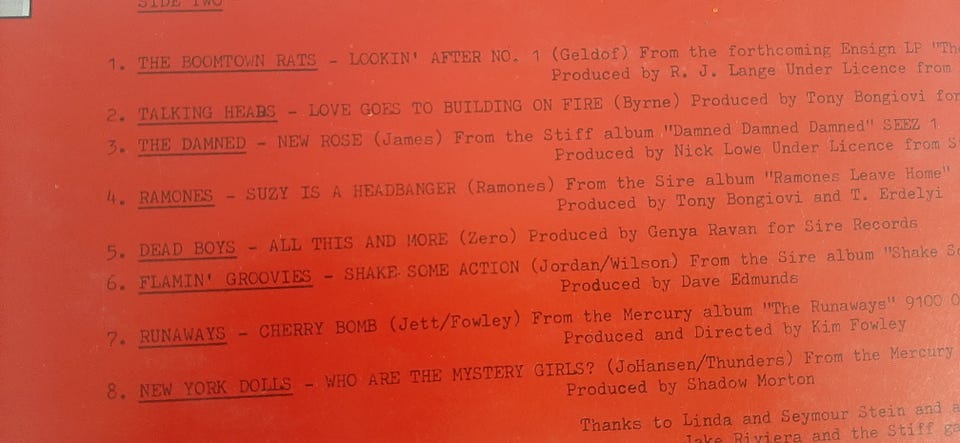 SIDE TWO
1. THE BOOMTOWN RATS - LOOKIN' AFTER NO. 1 (Geldof) From the forthcoming Ensign LP "The
Produced by R. J. Lange Under Licence from
2. TALKING HEADS - LOVE GOES TO BUILDING ON FIRE (Byrne) Produced by Tony Bongiovi for
3. THE DAMNED - NEW ROSE (James) From the Stiff album "Damned Damned Damned" SEEZ 1
Produced by Nick Lowe Under Licence from S
4. RAMONES - SUZY IS A HEADBANGER (Ramones) From the Sire album "Ramones Leave Home"
Produced by Tony Bongiovi and T. Erdelyi
5. DEAD BOYS - ALL THIS AND MORE (Zero) Produced by Genya Ravan for Sire Records
6. FLAMIN' GROOVIES - SHAKE SOME ACTION (Jordan/Wilson) From the Sire album "Shake So
Produced by Dave Edmunds
7. RUNAWAYS - CHERRY BOMB (Jett/Fowley) From the Mercury album "The Runaways" 9100 0
Produced and Directed by Kim Fowley
8. NEW YORK DOLLS - WHO ARE THE MYSTERY GIRLS? (JoHansen/Thunders) From the Mercury
Produced by Shadow Morton
Thanks to Linda and Seymour Stein and a
Jake Riviera and the Stiff ga